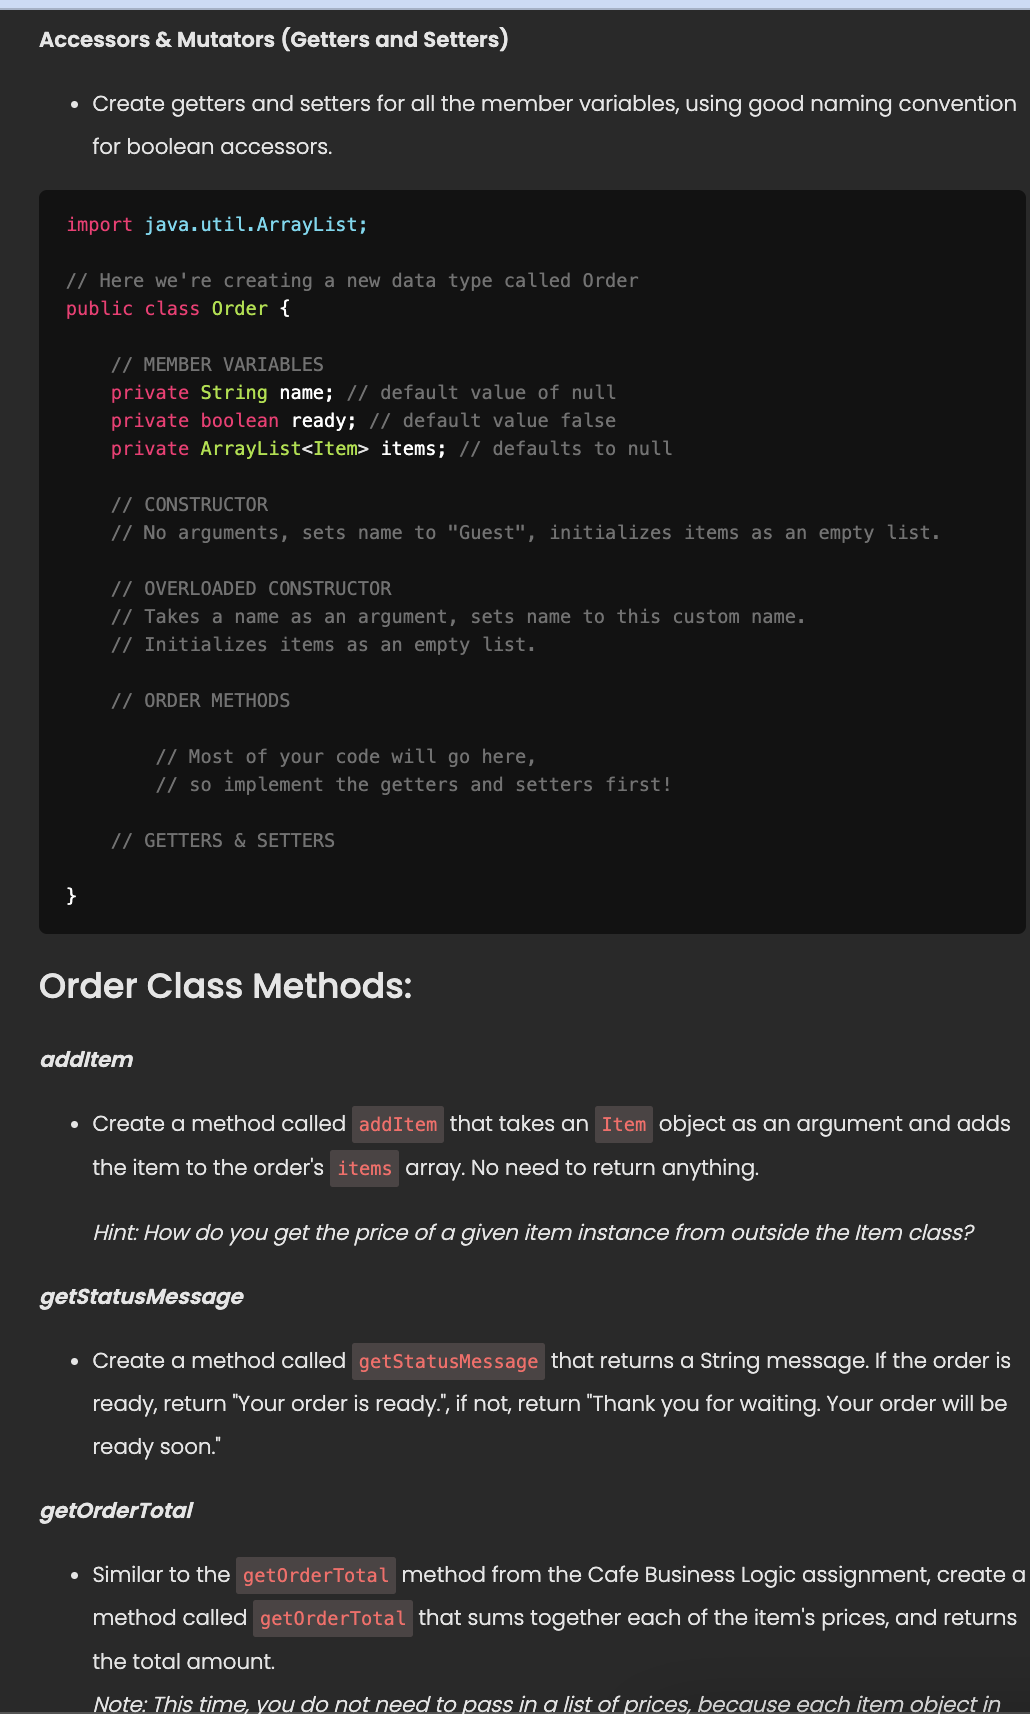 Accessors & Mutators (Getters and Setters)
• Create getters and setters for all the member variables, using good naming convention
for boolean accessors.
import java.util.ArrayList;
// Here we're creating a new data type called Order
public class Order {
// MEMBER VARIABLES
private String name; // default value of null
private boolean ready; // default value false
private ArrayList<Item> items; // defaults to null
// CONSTRUCTOR
// No arguments, sets name to "Guest", initializes items as an empty list.
// OVERLOADED CONSTRUCTOR
// Takes a name as an argument, sets name to this custom name.
// Initializes items as an empty list.
// ORDER METHODS
// Most of your code will go here,
// so implement the getters and setters first!
// GETTERS & SETTERS
}
Order Class Methods:
addItem
• Create a method called addItem that takes an Item object as an argument and adds
the item to the order's items array. No need to return anything.
Hint: How do you get the price of a given item instance from outside the Item class?
getStatusMessage
• Create a method called getStatusMessage that returns a String message. If the order is
ready, return "Your order is ready.", if not, return "Thank you for waiting. Your order will be
ready soon."
getOrderTotal
• Similar to the getOrderTotal method from the Cafe Business Logic assignment, create a
method called getOrderTotal that sums together each of the item's prices, and returns
the total amount.
Note: This time, you do not need to pass in a list of prices, because each item object in